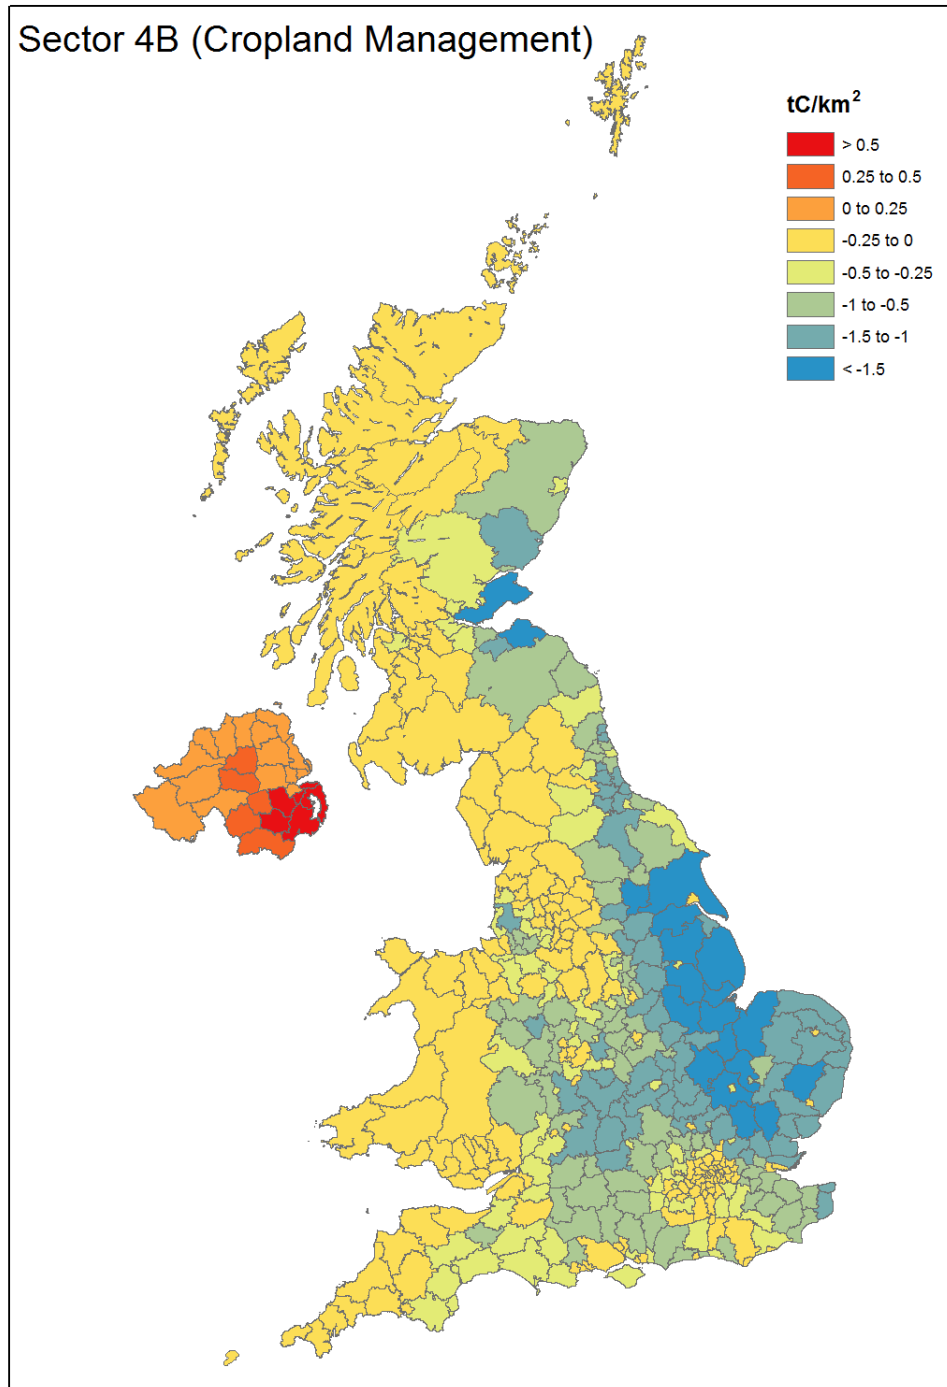 Sector 4B (Cropland Management)
tC/km²
> 0.5
0.25 to 0.5
0 to 0.25
-0.25 to 0
-0.5 to -0.25
-1 to -0.5
-1.5 to -1
< -1.5